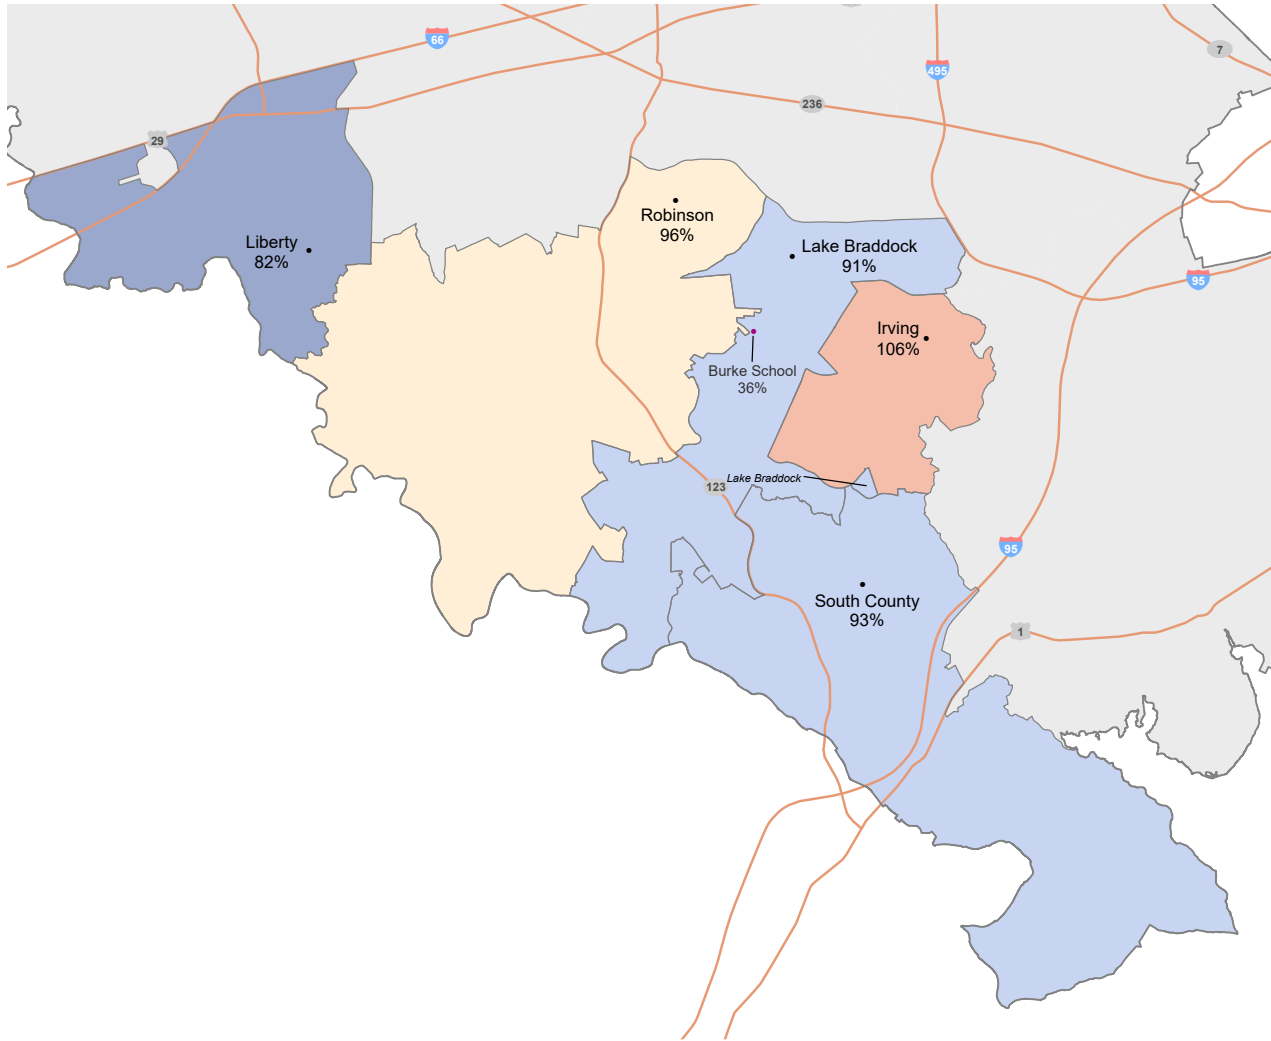 66
495
7
236
29
Robinson
96%
Liberty
82%
Lake Braddock
91%
95
Irving
106%
Burke School
36%
Lake Braddock
123
95
South County
93%
1